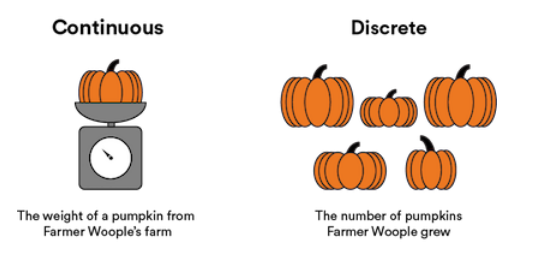 Continuous
Discrete
The weight of a pumpkin from
Farmer Woople's farm
The number of pumpkins
Farmer Woople grew